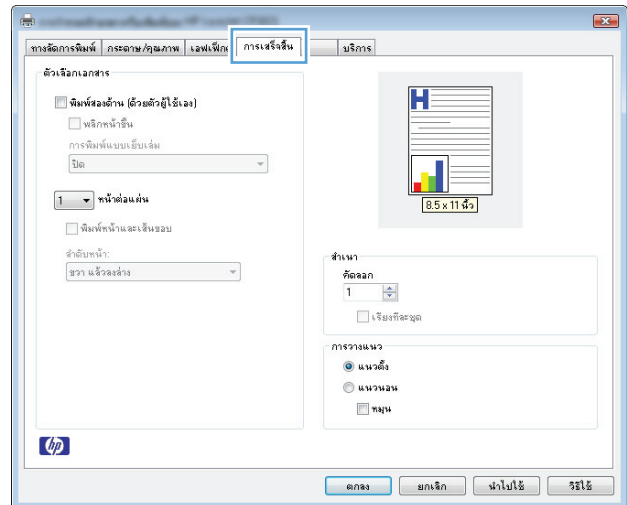 ทางลัดการพิมพ์
กระดาษ/คุณภาพ
เอฟเฟ็กต
การเสร็จสิ้น
บริการ
ตัวเลือกเอกสาร
พิมพ์สองด้าน (ด้วยตัวผู้ใช้เอง)
พลิกหน้าขึ้น
การพิมพ์แบบเย็บเล่ม
ปิด
1 หน้าต่อแผ่น
พิมพ์หน้าและเส้นขอบ
ลำดับหน้า:
ขวา แล้วลงล่าง
H
8.5 x 11 นิ้ว
สำเนา
คัดลอก
1
เรียงทีละชุด
การวางแนว
แนวตั้ง
แนวนอน
หมุน
hp
ตกลง
ยกเลิก
นำไปใช้
วิธีใช้